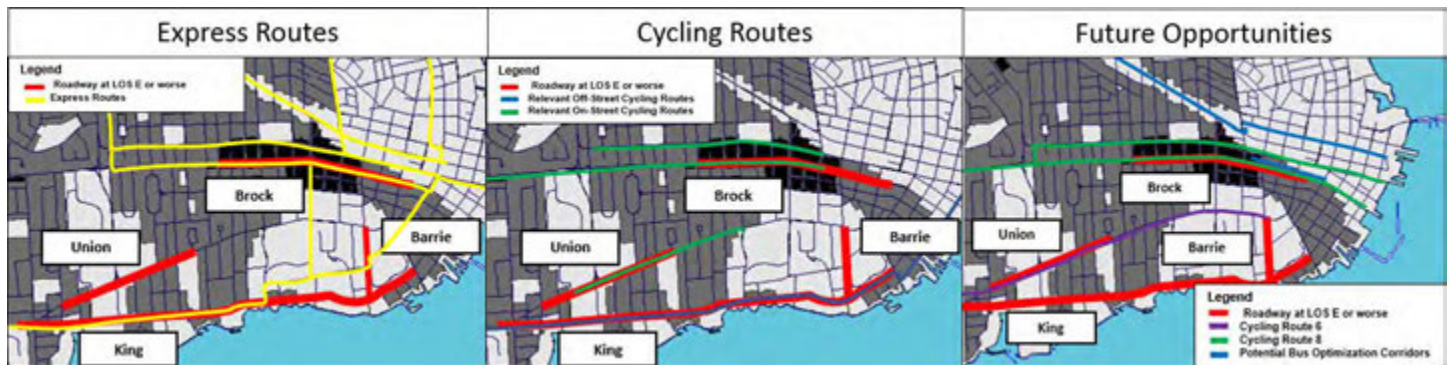 Express Routes
Legend
Roadway at LOS E or worse
Express Routes
Brock
Union
Barrie
King
Cycling Routes
Legend
Roadway at LOS E or worse
Relevant Off-Street Cycling Routes
Relevant On-Street Cycling Routes
Brock
Union
Barrie
King
Future Opportunities
Brock
Union
Barrie
King
Legend
Roadway at LOS E or worse
Cycling Route 6
Cycling Route 8
Potential Bus Optimization Corridors